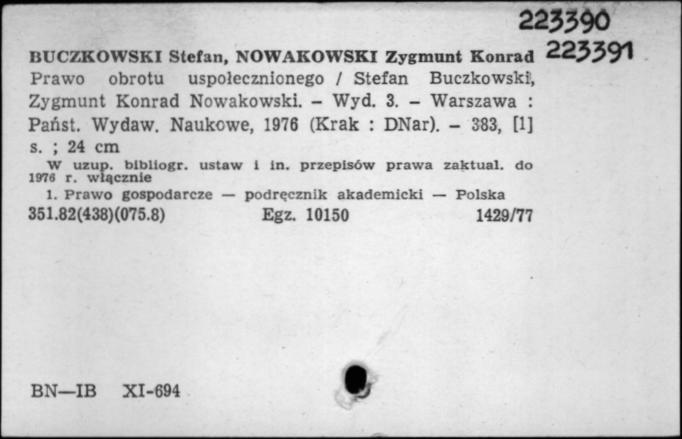 223390
BUCZKOWSKI Stefan, NOWAKOWSKI Zygmunt Konrad 223391
Prawo obrotu uspołecznionego / Stefan Buczkowski,
Zygmunt Konrad Nowakowski. – Wyd. 3. – Warszawa :
Państ. Wydaw. Naukowe, 1976 (Krak : DNar). – 383, [1]
s. ; 24 cm
W uzup. bibliogr. ustaw i in. przepisów prawa zaktual. do
1976 r. włącznie
1. Prawo gospodarcze — podręcznik akademicki — Polska
351.82(438)(075.8) Egz. 10150 1429/77
BN—IB XI-694